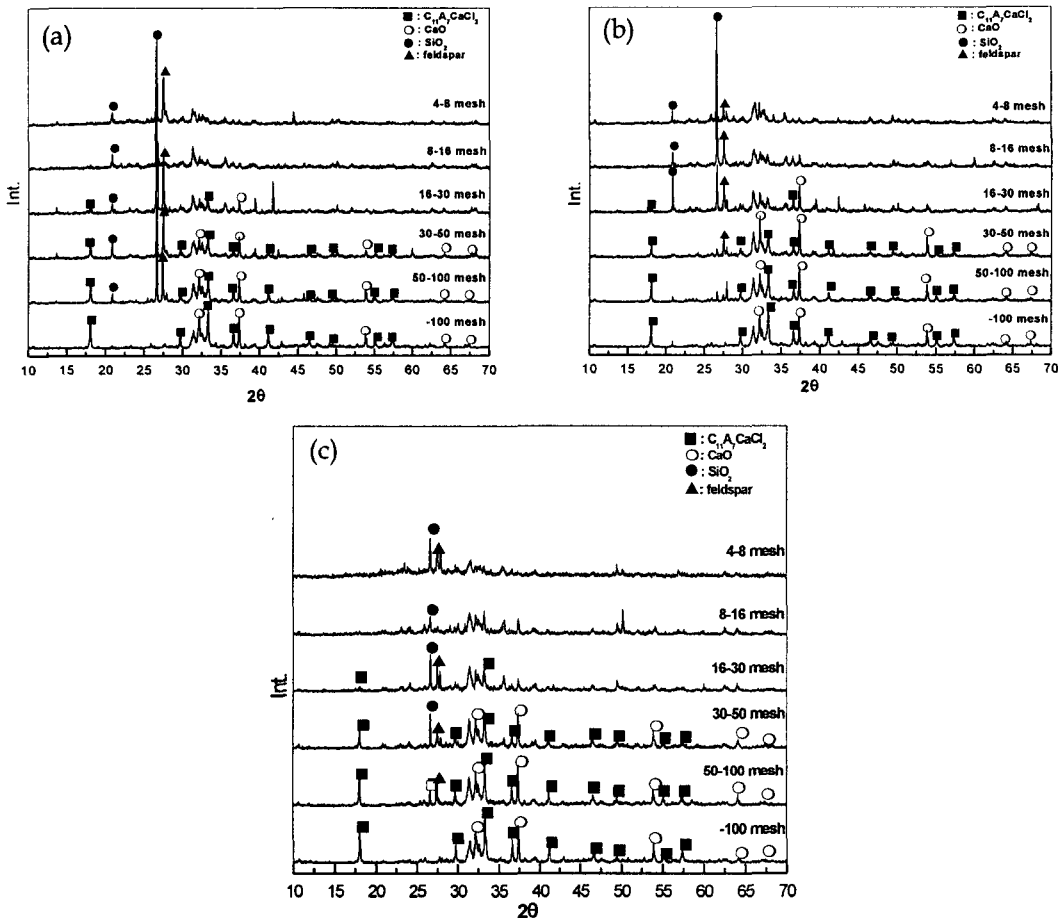 (a)
■ : C₁₁A₇CaCl₂
○ : CaO
● : SiO₂
▲ : feldspar
4-8 mesh
8-16 mesh
16-30 mesh
30-50 mesh
50-100 mesh
-100 mesh
Int.
10 15 20 25 30 35 40 45 50 55 60 65 70
2θ
(b)
■ : C₁₁A₇CaCl₂
○ : CaO
● : SiO₂
▲ : feldspar
4-8 mesh
8-16 mesh
16-30 mesh
30-50 mesh
50-100 mesh
-100 mesh
Int.
10 15 20 25 30 35 40 45 50 55 60 65 70
2θ
(c)
■ : C₁₁A₇CaCl₂
○ : CaO
● : SiO₂
▲ : feldspar
4-8 mesh
8-16 mesh
16-30 mesh
30-50 mesh
50-100 mesh
-100 mesh
Int.
10 15 20 25 30 35 40 45 50 55 60 65 70
2θ